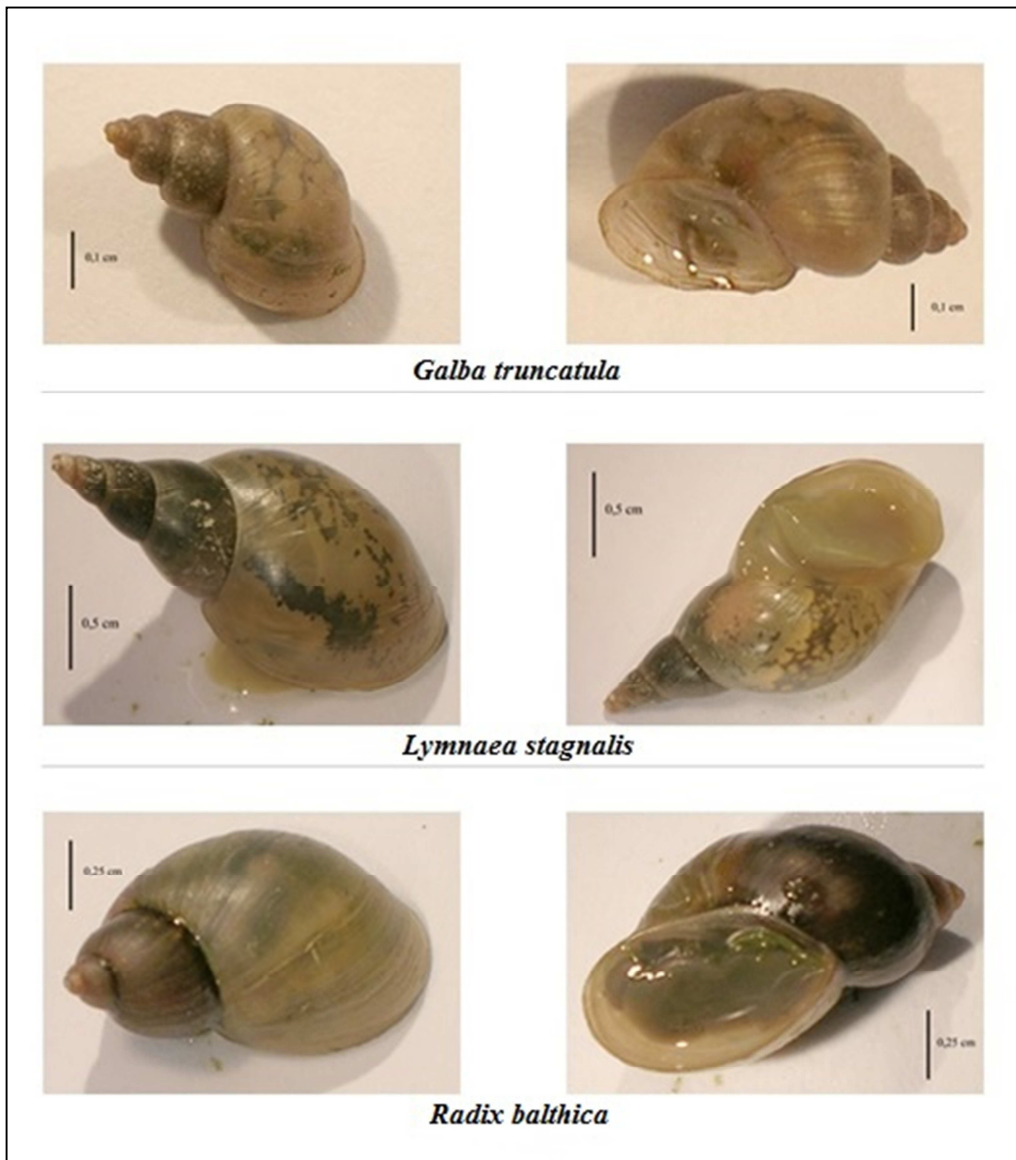 0,1 cm
0,1 cm
Galba truncatula
0,5 cm
0,5 cm
Lymnaea stagnalis
0,25 cm
0,25 cm
Radix balthica